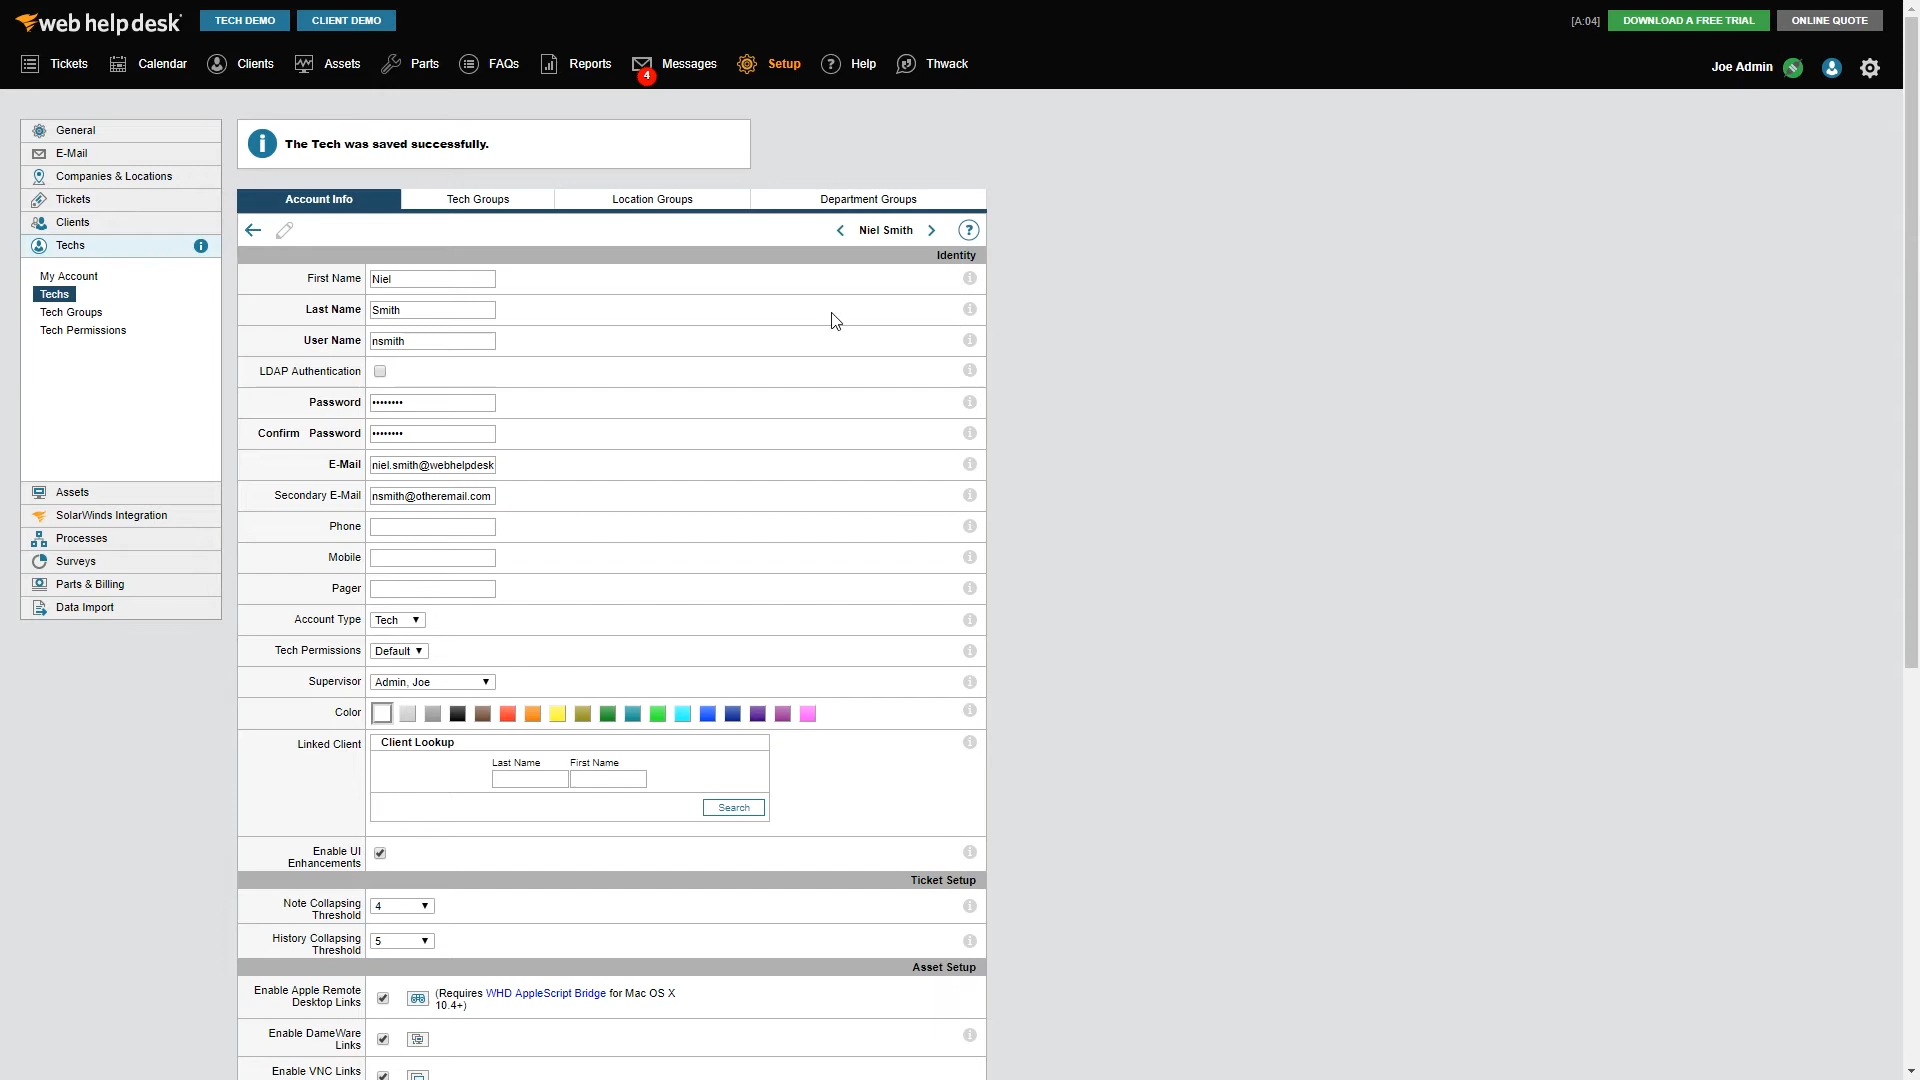 web help desk
TECH DEMO
CLIENT DEMO
[A:04]
DOWNLOAD A FREE TRIAL
ONLINE QUOTE
Tickets
Calendar
Clients
Assets
Parts
FAQs
Reports
4
Messages
Setup
Help
Thwack
Joe Admin
General
E-Mail
Companies & Locations
Tickets
Clients
Techs
My Account
Techs
Tech Groups
Tech Permissions
Assets
SolarWinds Integration
Processes
Surveys
Parts & Billing
Data Import
The Tech was saved successfully.
Account Info
Tech Groups
Location Groups
Department Groups
Niel Smith
Identity
First Name Niel
Last Name Smith
User Name nsmith
LDAP Authentication
Password ••••••••
Confirm Password ••••••••
E-Mail niel.smith@webhelpdesk
Secondary E-Mail nsmith@otheremail.com
Phone
Mobile
Pager
Account Type Tech
Tech Permissions Default
Supervisor Admin, Joe
Color
Linked Client
Client Lookup
Last Name First Name
Search
Enable UI
Enhancements
Ticket Setup
Note Collapsing
Threshold
4
History Collapsing
Threshold
5
Asset Setup
Enable Apple Remote
Desktop Links
(Requires WHD AppleScript Bridge for Mac OS X
10.4+)
Enable DameWare
Links
Enable VNC Links